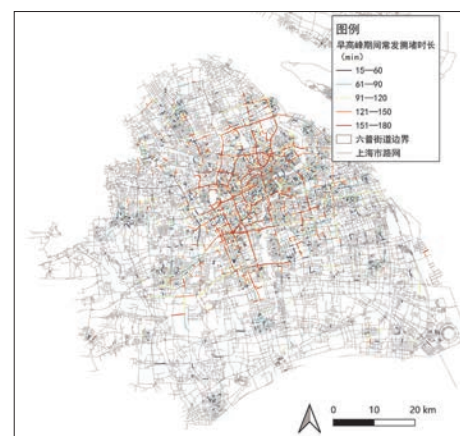 图例
早高峰期间常发拥堵时长
(min)
15—60
61—90
91—120
121—150
151—180
六普街道边界
上海市路网
0 10 20 km